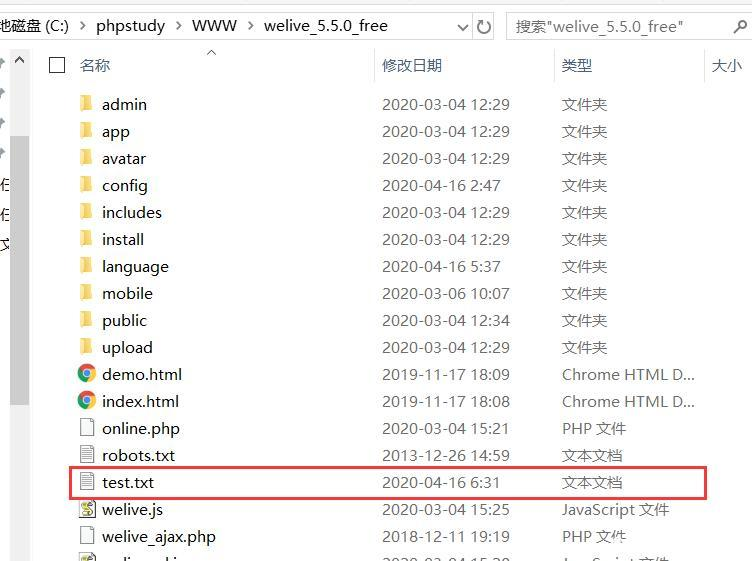 地磁盘 (C:) > phpstudy > WWW > welive_5.5.0_free 搜索"welive_5.5.0_free"
名称 修改日期 类型 大小
admin 2020-03-04 12:29 文件夹
app 2020-03-04 12:29 文件夹
avatar 2020-03-04 12:29 文件夹
config 2020-04-16 2:47 文件夹
includes 2020-03-04 12:29 文件夹
install 2020-03-04 12:29 文件夹
language 2020-04-16 5:37 文件夹
mobile 2020-03-06 10:07 文件夹
public 2020-03-04 12:34 文件夹
upload 2020-03-04 12:29 文件夹
demo.html 2019-11-17 18:09 Chrome HTML D...
index.html 2019-11-17 18:08 Chrome HTML D...
online.php 2020-03-04 15:21 PHP 文件
robots.txt 2013-12-26 14:59 文本文档
test.txt 2020-04-16 6:31 文本文档
welive.js 2020-03-04 15:25 JavaScript 文件
welive_ajax.php 2018-12-11 19:19 PHP 文件